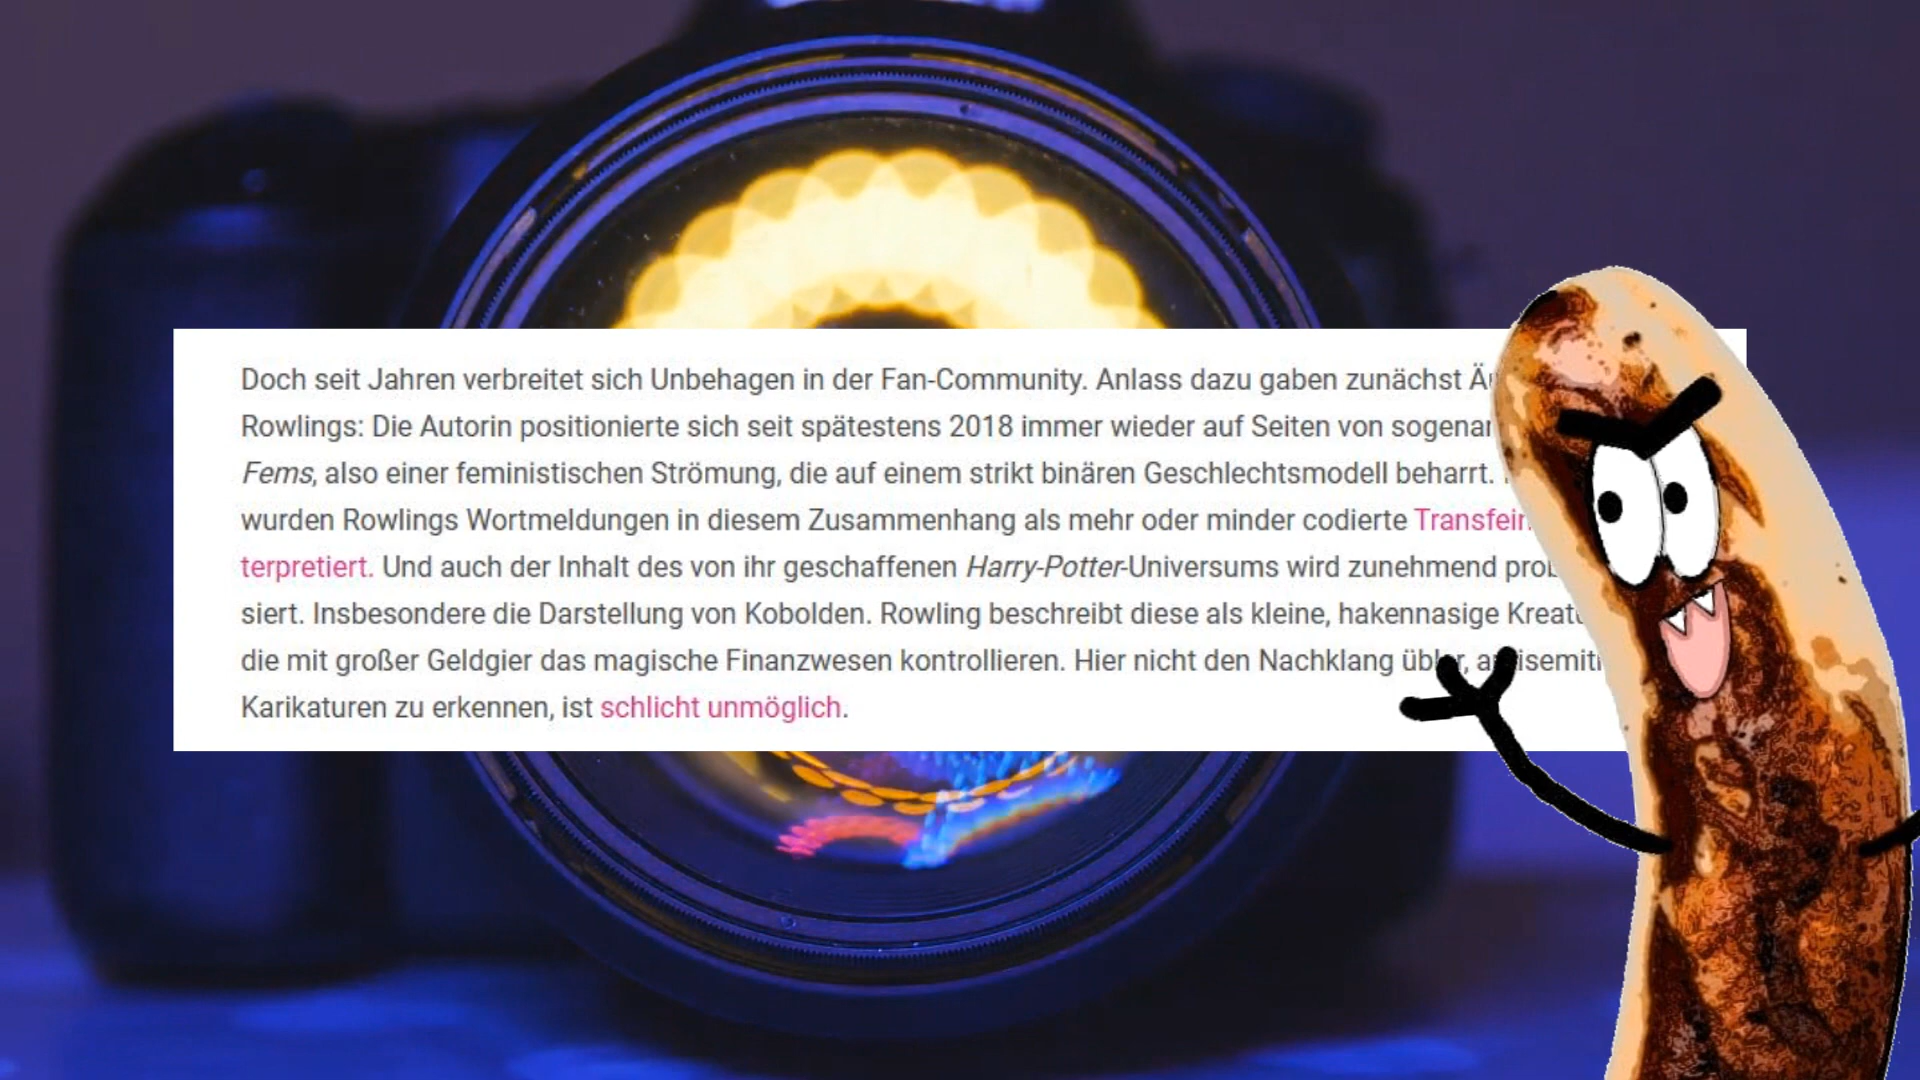 Doch seit Jahren verbreitet sich Unbehagen in der Fan-Community. Anlass dazu gaben zunächst
Rowlings: Die Autorin positionierte sich seit spätestens 2018 immer wieder auf Seiten von
Fems, also einer feministischen Strömung, die auf einem strikt binären Geschlechtsmodell beharrt.
wurden Rowlings Wortmeldungen in diesem Zusammenhang als mehr oder minder codierte
terpretiert. Und auch der Inhalt des von ihr geschaffenen Harry-Potter-Universums wird zunehmend
siert. Insbesondere die Darstellung von Kobolden. Rowling beschreibt diese als kleine, hakennasige
die mit großer Geldgier das magische Finanzwesen kontrollieren. Hier nicht den Nachklang
Karikaturen zu erkennen, ist schlicht unmöglich.